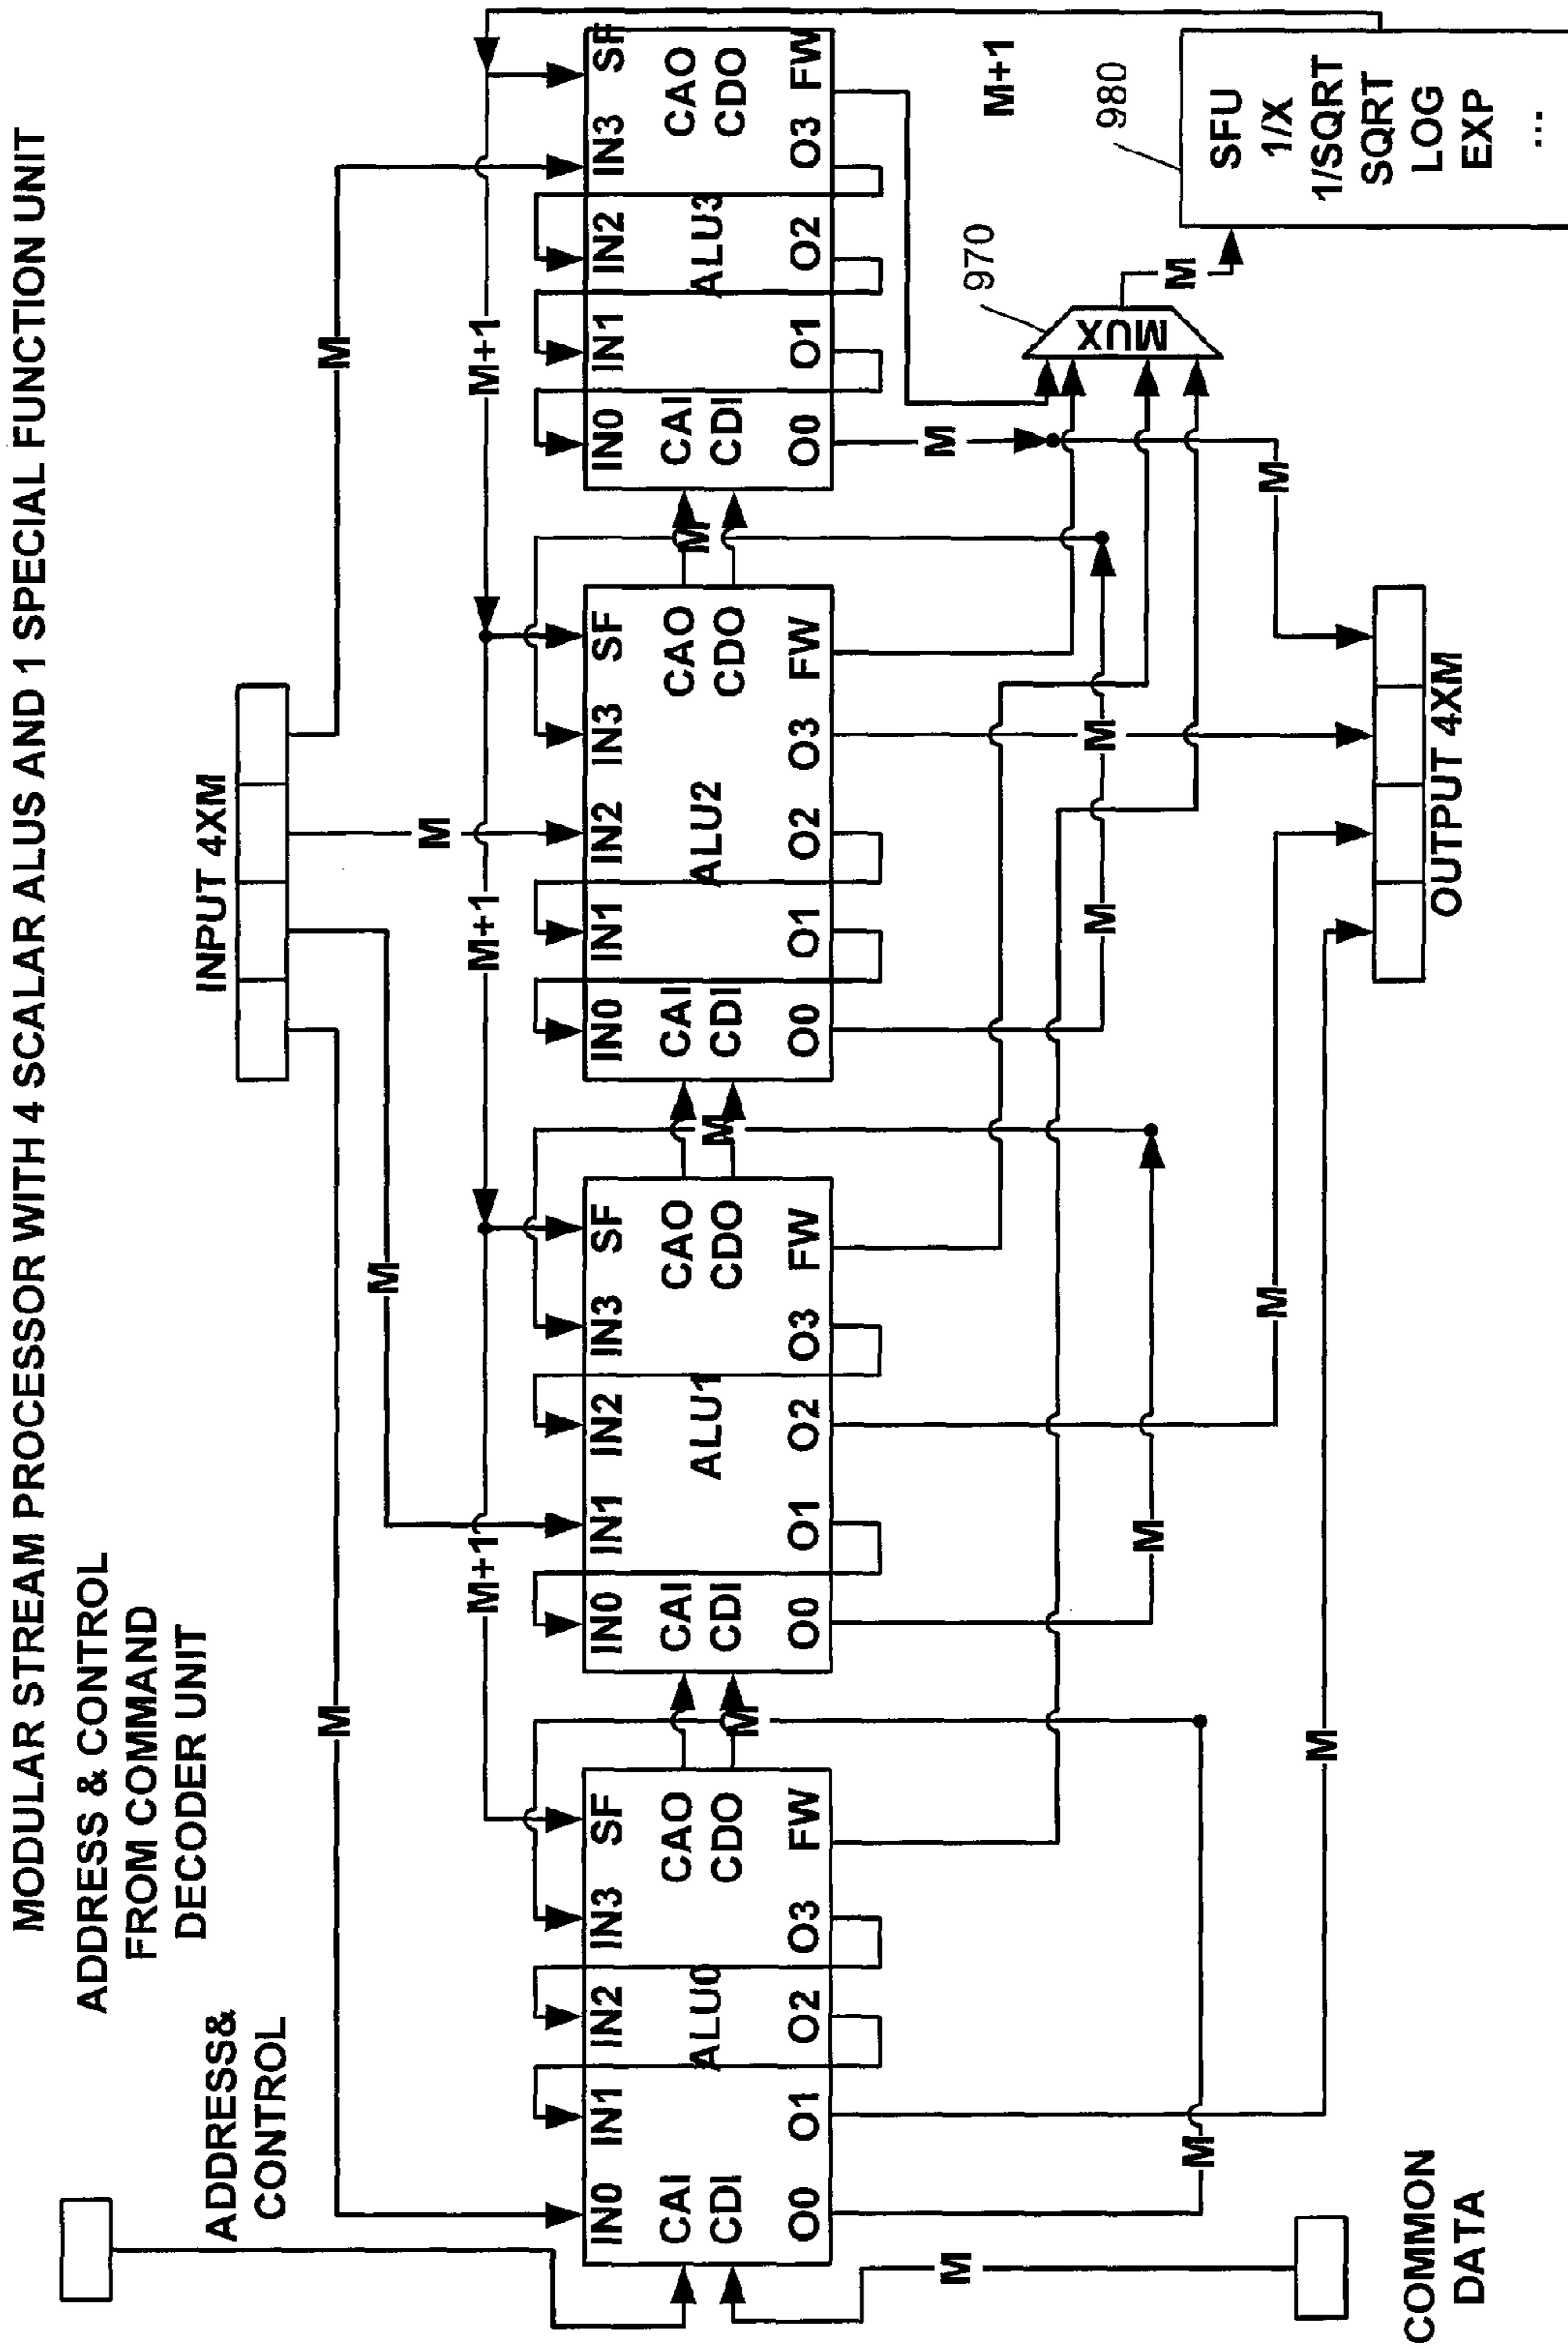 MODULAR STREAM PROCESSOR WITH 4 SCALAR ALUS AND 1 SPECIAL FUNCTION UNIT
ADDRESS & CONTROL
FROM COMMAND
DECODER UNIT
ADDRESS&
CONTROL
INPUT 4XM
M
M
M
M
M+1
M+1
M+1
IN0
IN1
IN2
IN3
SF
CAI
CDI
ALU0
CAO
CDO
O0
O1
O2
O3
FW
M
IN0
IN1
IN2
IN3
SF
CAI
CDI
ALU1
CAO
CDO
O0
O1
O2
O3
FW
M
IN0
IN1
IN2
IN3
SF
CAI
CDI
ALU2
CAO
CDO
O0
O1
O2
O3
FW
M
IN0
IN1
IN2
IN3
SF
CAI
CDI
ALU3
CAO
CDO
O0
O1
O2
O3
FW
M
M
M
M
M
M
970
MUX
M
M+1
980
SFU
1/X
1/SQRT
SQRT
LOG
EXP
...
M
M
M
COMMON
DATA
OUTPUT 4XM